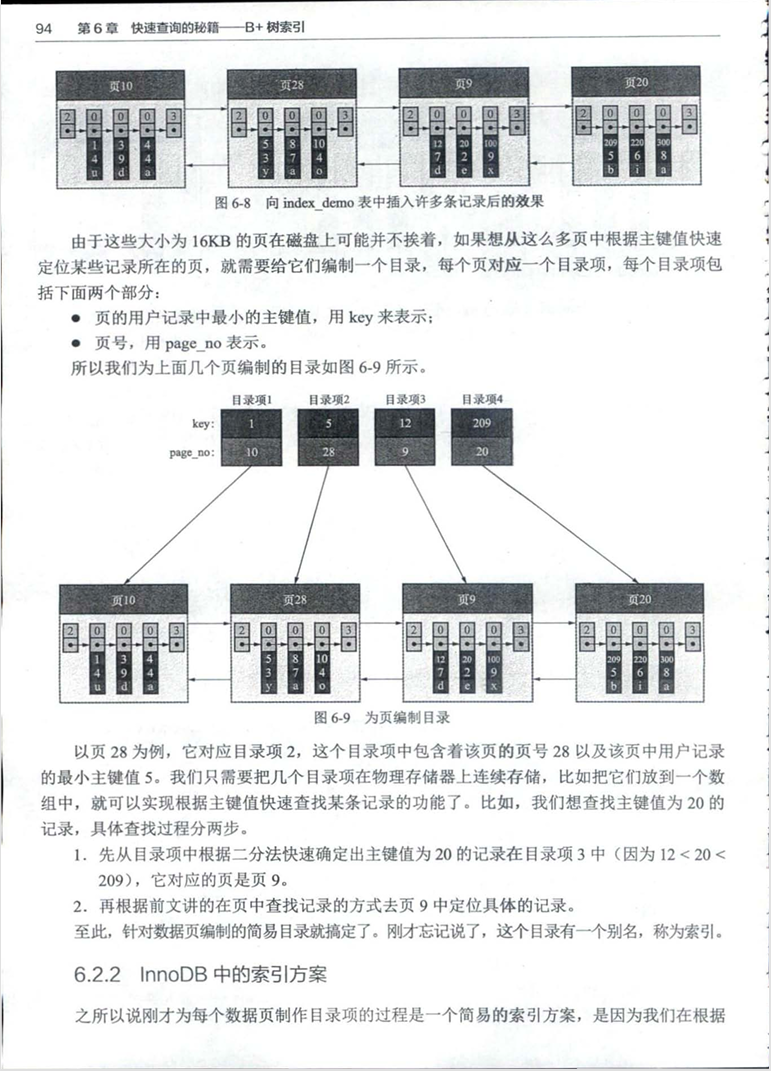 94 第6章 快速查询的秘籍——B+树索引
页10 页28 页9 页20
2 0 0 0 3 2 0 0 0 3 2 0 0 0 3 2 0 0 0 3
1 3 4 5 8 10 12 20 100 209 220 300
4 9 4 3 7 4 7 2 9 5 6 8
u d a y a o d e x b i a
图 6-8 向 index_demo 表中插入许多条记录后的效果
由于这些大小为 16KB 的页在磁盘上可能并不挨着，如果想从这么多页中根据主键值快速
定位某些记录所在的页，就需要给它们编制一个目录，每个页对应一个目录项，每个目录项包
括下面两个部分：
● 页的用户记录中最小的主键值，用 key 来表示；
● 页号，用 page_no 表示。
所以我们为上面几个页编制的目录如图 6-9 所示。
目录项1 目录项2 目录项3 目录项4
key: 1 5 12 209
page_no: 10 28 9 20
页10 页28 页9 页20
2 0 0 0 3 2 0 0 0 3 2 0 0 0 3 2 0 0 0 3
1 3 4 5 8 10 12 20 100 209 220 300
4 9 4 3 7 4 7 2 9 5 6 8
u d a y a o d e x b i a
图 6-9 为页编制目录
以页 28 为例，它对应目录项 2，这个目录项中包含着该页的页号 28 以及该页中用户记录
的最小主键值 5。我们只需要把几个目录项在物理存储器上连续存储，比如把它们放到一个数
组中，就可以实现根据主键值快速查找某条记录的功能了。比如，我们想查找主键值为 20 的
记录，具体查找过程分两步。
1. 先从目录项中根据二分法快速确定出主键值为 20 的记录在目录项 3 中（因为 12 < 20 <
209），它对应的页是页 9。
2. 再根据前文讲的在页中查找记录的方式去页 9 中定位具体的记录。
至此，针对数据页编制的简易目录就搞定了。刚才忘记说了，这个目录有一个别名，称为索引。
6.2.2 InnoDB 中的索引方案
之所以说刚才为每个数据页制作目录项的过程是一个简易的索引方案，是因为我们在根据